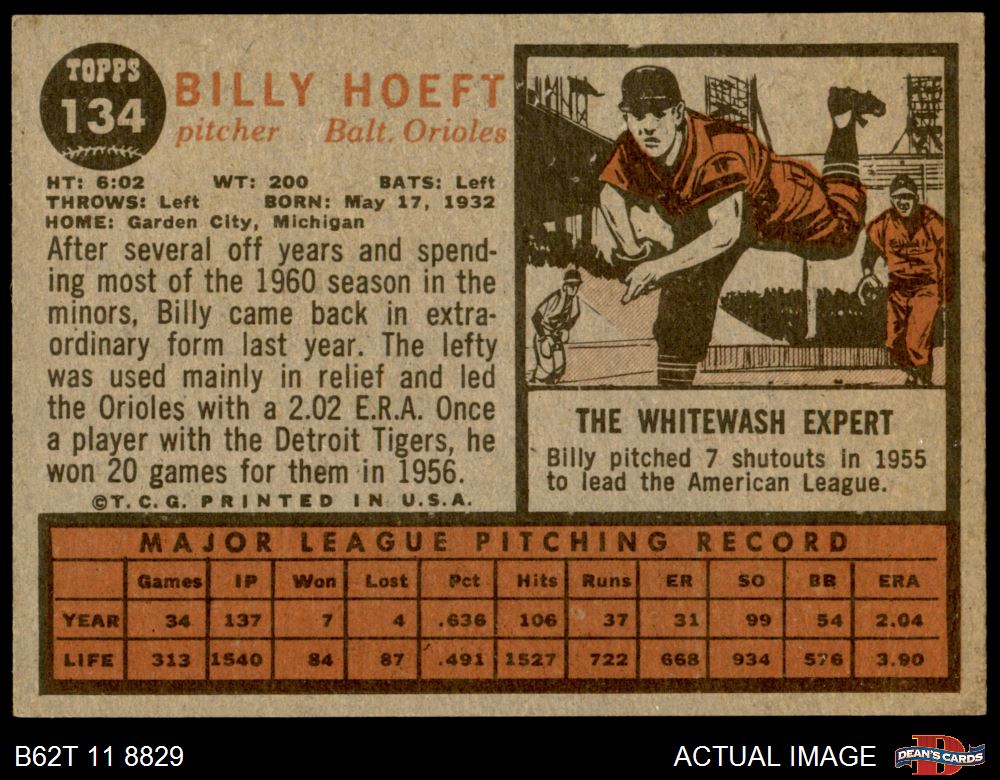 TOPPS
134
BILLY HOEFT
pitcher Balt. Orioles
HT: 6:02 WT: 200 BATS: Left
THROWS: Left BORN: May 17, 1932
HOME: Garden City, Michigan
After several off years and spend-
ing most of the 1960 season in the
minors, Billy came back in extra-
ordinary form last year. The lefty
was used mainly in relief and led
the Orioles with a 2.02 E.R.A. Once
a player with the Detroit Tigers, he
won 20 games for them in 1956.
©T. C. G. PRINTED IN U.S.A.
THE WHITEWASH EXPERT
Billy pitched 7 shutouts in 1955
to lead the American League.
MAJOR LEAGUE PITCHING RECORD
Games IP Won Lost Pct Hits Runs ER SO BB ERA
YEAR 34 137 7 4 .636 106 37 31 99 54 2.04
LIFE 313 1540 84 87 .491 1527 722 668 934 576 3.90
B62T 11 8829
ACTUAL IMAGE
D
DEAN'S CARDS